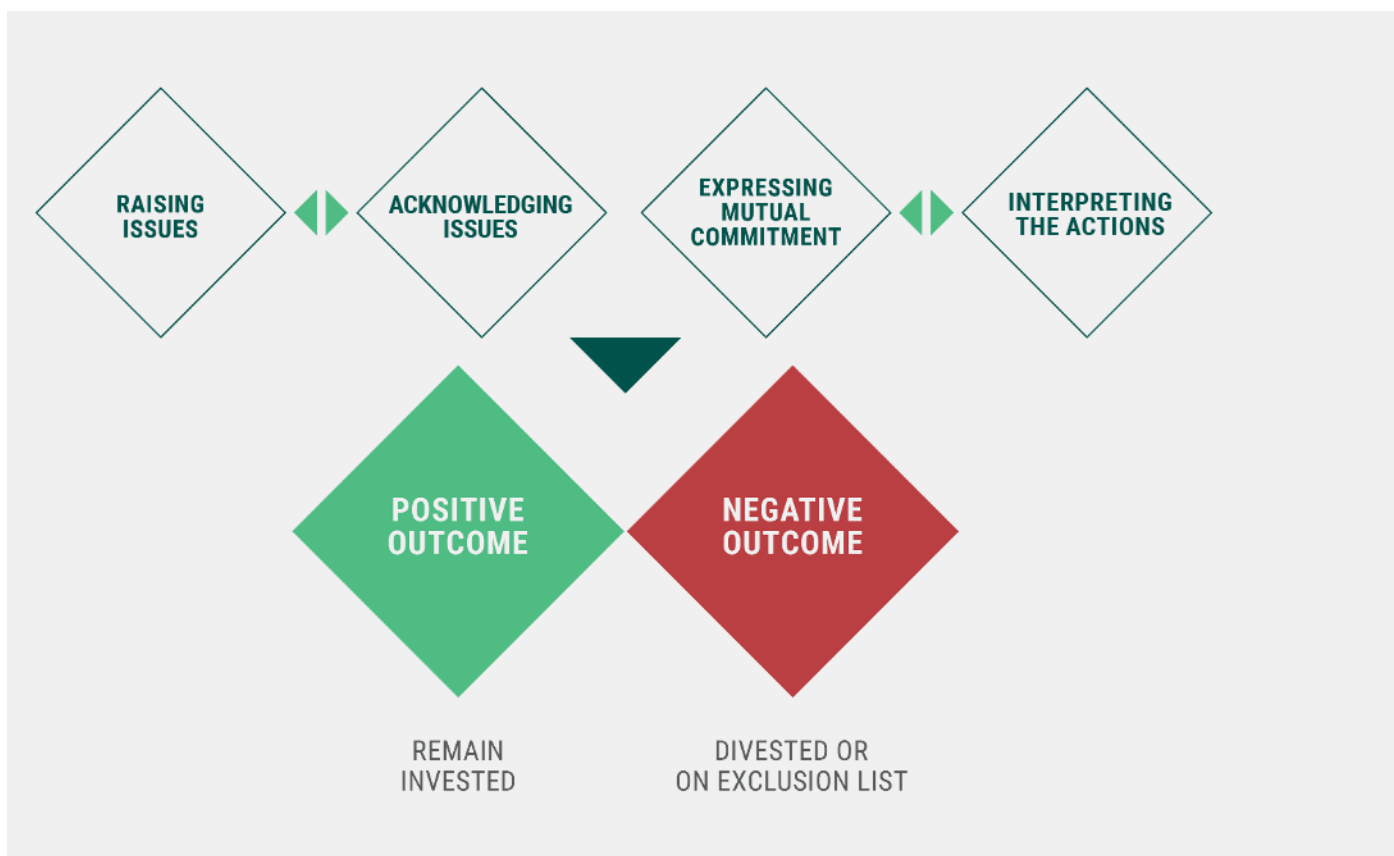 RAISING
ISSUES
ACKNOWLEDGING
ISSUES
EXPRESSING
MUTUAL
COMMITMENT
INTERPRETING
THE ACTIONS
POSITIVE
OUTCOME
NEGATIVE
OUTCOME
REMAIN
INVESTED
DIVESTED OR
ON EXCLUSION LIST